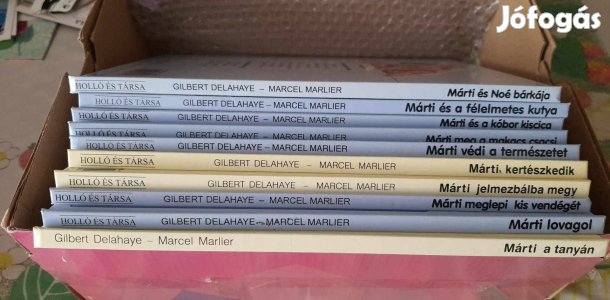 Jófogás
HOLLÓ ÉS TÁRSA GILBERT DELAHAYE – MARCEL MARLIER Márti és Noé bárkája
HOLLÓ ÉS TÁRSA GILBERT DELAHAYE – MARCEL MARLIER Márti és a félelmetes kutya
HOLLÓ ÉS TÁRSA GILBERT DELAHAYE – MARCEL MARLIER Márti és a kóbor kiscica
HOLLÓ ÉS TÁRSA GILBERT DELAHAYE – MARCEL MARLIER Márti meg a makacs csacsi
HOLLÓ ÉS TÁRSA GILBERT DELAHAYE – MARCEL MARLIER Márti védi a természetet
HOLLÓ ÉS TÁRSA GILBERT DELAHAYE – MARCEL MARLIER Márti kertészkedik
HOLLÓ ÉS TÁRSA GILBERT DELAHAYE – MARCEL MARLIER Márti jelmezbálba megy
HOLLÓ ÉS TÁRSA GILBERT DELAHAYE – MARCEL MARLIER Márti meglepi kis vendégét
HOLLÓ ÉS TÁRSA GILBERT DELAHAYE – MARCEL MARLIER Márti lovagol
Gilbert Delahaye – Marcel Marlier Márti a tanyán